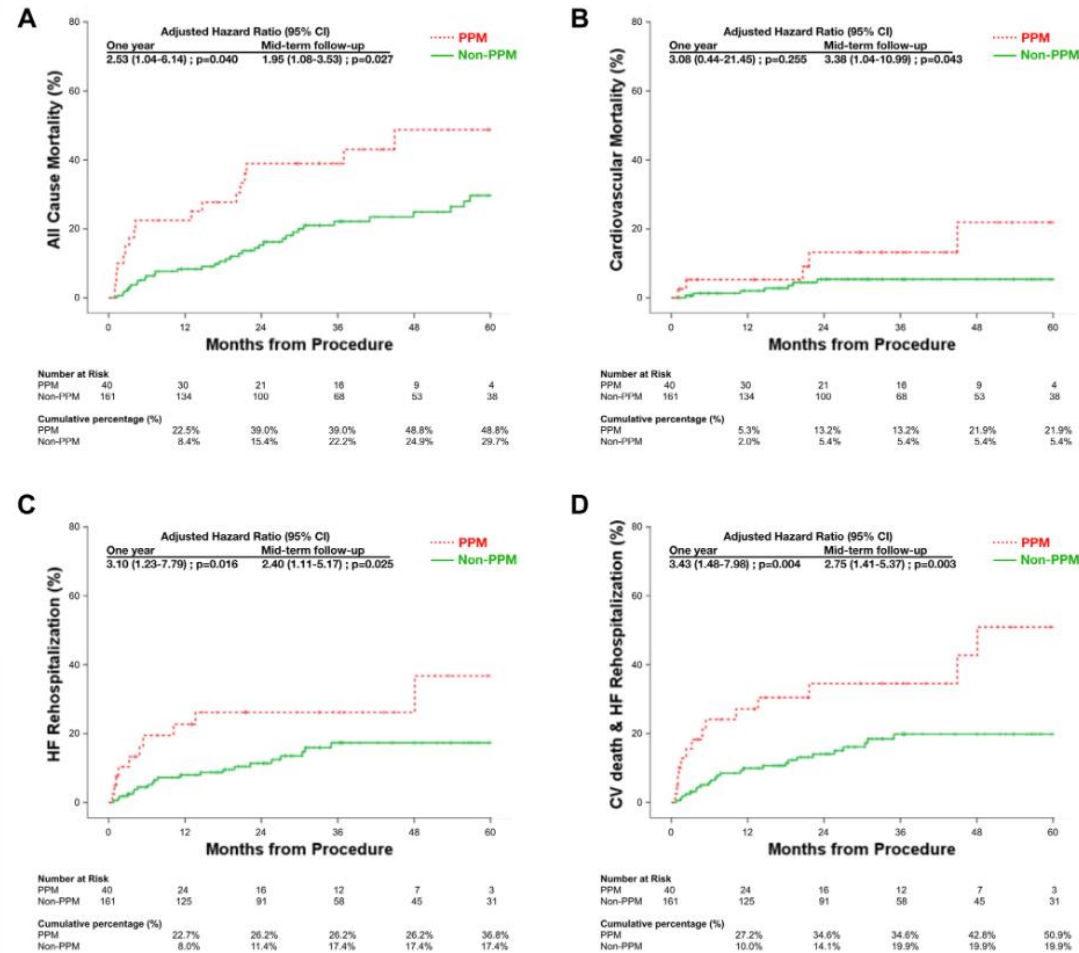 A
Adjusted Hazard Ratio (95% CI)
One year Mid-term follow-up
2.53 (1.04-6.14) ; p=0.040 1.95 (1.08-3.53) ; p=0.027
PPM
Non-PPM
All Cause Mortality (%)
80
60
40
20
0
0 12 24 36 48 60
Months from Procedure
Number at Risk
PPM 40 30 21 16 9 4
Non-PPM 161 134 100 68 53 38
Cumulative percentage (%)
PPM 22.5% 39.0% 39.0% 48.8% 48.8%
Non-PPM 8.4% 15.4% 22.2% 24.9% 29.7%
B
Adjusted Hazard Ratio (95% CI)
One year Mid-term follow-up
3.08 (0.44-21.45) ; p=0.255 3.38 (1.04-10.99) ; p=0.043
PPM
Non-PPM
Cardiovascular Mortality (%)
80
60
40
20
0
0 12 24 36 48 60
Months from Procedure
Number at Risk
PPM 40 30 21 16 9 4
Non-PPM 161 134 100 68 53 38
Cumulative percentage (%)
PPM 5.3% 13.2% 13.2% 21.9% 21.9%
Non-PPM 2.0% 5.4% 5.4% 5.4% 5.4%
C
Adjusted Hazard Ratio (95% CI)
One year Mid-term follow-up
3.10 (1.23-7.79) ; p=0.016 2.40 (1.11-5.17) ; p=0.025
PPM
Non-PPM
HF Rehospitalization (%)
80
60
40
20
0
0 12 24 36 48 60
Months from Procedure
Number at Risk
PPM 40 24 16 12 7 3
Non-PPM 161 125 91 58 45 31
Cumulative percentage (%)
PPM 22.7% 26.2% 26.2% 26.2% 36.8%
Non-PPM 8.0% 11.4% 17.4% 17.4% 17.4%
D
Adjusted Hazard Ratio (95% CI)
One year Mid-term follow-up
3.43 (1.48-7.98) ; p=0.004 2.75 (1.41-5.37) ; p=0.003
PPM
Non-PPM
CV death & HF Rehospitalization (%)
80
60
40
20
0
0 12 24 36 48 60
Months from Procedure
Number at Risk
PPM 40 24 16 12 7 3
Non-PPM 161 125 91 58 45 31
Cumulative percentage (%)
PPM 27.2% 34.6% 34.6% 42.8% 50.9%
Non-PPM 10.0% 14.1% 19.9% 19.9% 19.9%